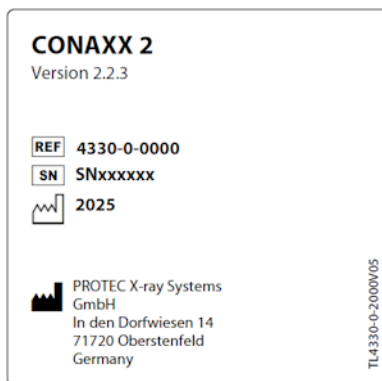 CONAXX 2
Version 2.2.3
REF 4330-0-0000
SN SNxxxxxx
2025
PROTEC X-ray Systems
GmbH
In den Dorfwiesen 14
71720 Oberstenfeld
Germany
TL4330-0-2000V05